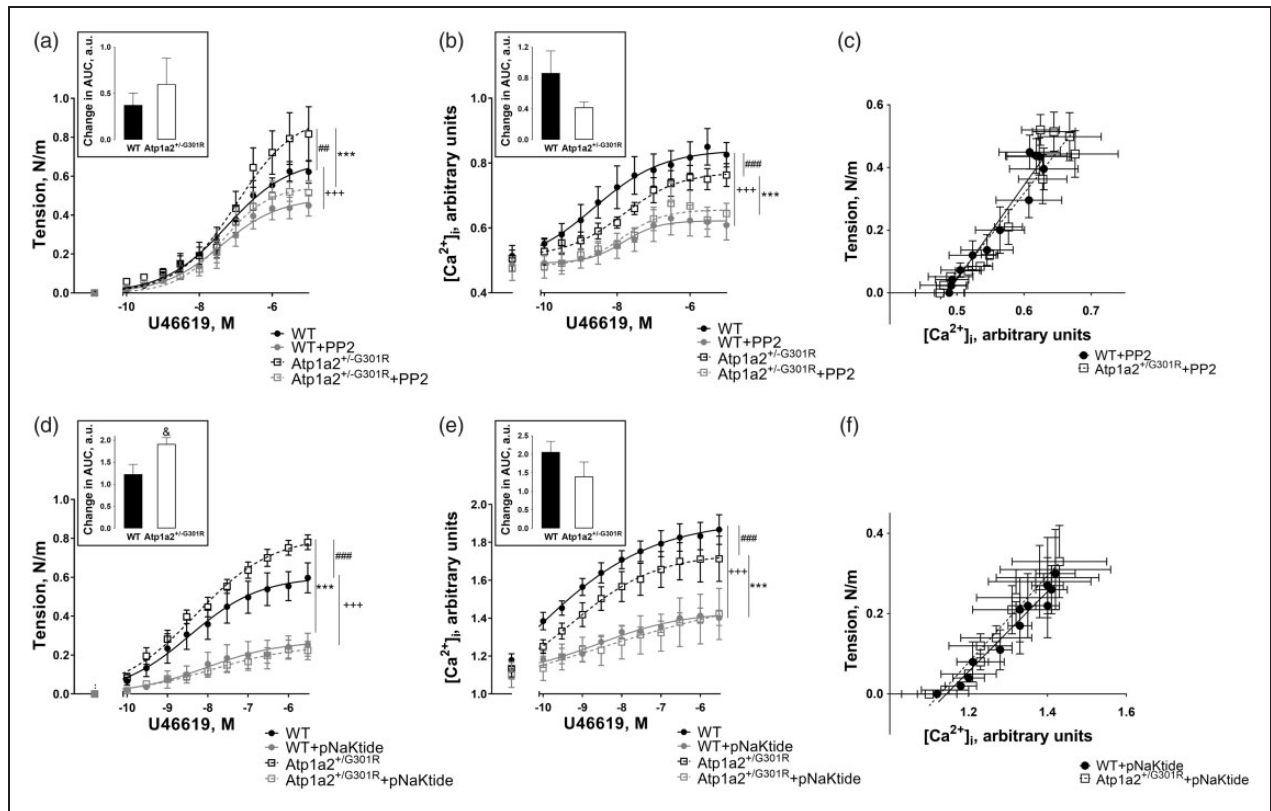 (a)
Change in AUC, a.u.
1.0
0.5
0.0
WT Atp1a2+/-G301R
Tension, N/m
1.0
0.8
0.6
0.4
0.2
0.0
-10 -8 -6
U46619, M
## *** +++
WT
WT+PP2
Atp1a2+/-G301R
Atp1a2+/-G301R+PP2
(b)
Change in AUC, a.u.
1.2
0.8
0.4
0.0
WT Atp1a2+/-G301R
[Ca2+]i, arbitrary units
1.0
0.8
0.6
0.4
-10 -8 -6
U46619, M
### +++ ***
WT
WT+PP2
Atp1a2+/-G301R
Atp1a2+/-G301R+PP2
(c)
Tension, N/m
0.6
0.4
0.2
0.0
0.5 0.6 0.7
[Ca2+]i, arbitrary units
WT+PP2
Atp1a2+/G301R+PP2
(d)
Change in AUC, a.u.
2.0
1.5
1.0
0.5
0.0
&
WT Atp1a2+/-G301R
Tension, N/m
1.0
0.8
0.6
0.4
0.2
0.0
-10 -9 -8 -7 -6
U46619, M
### *** +++
WT
WT+pNaKtide
Atp1a2+/G301R
Atp1a2+/G301R+pNaKtide
(e)
Change in AUC, a.u.
2.5
2.0
1.5
1.0
0.5
0.0
WT Atp1a2+/-G301R
[Ca2+]i, arbitrary units
2.0
1.8
1.6
1.4
1.2
1.0
-10 -9 -8 -7 -6
U46619, M
### +++ ***
WT
WT+pNaKtide
Atp1a2+/G301R
Atp1a2+/G301R+pNaKtide
(f)
Tension, N/m
0.4
0.2
0.0
1.2 1.4 1.6
[Ca2+]i, arbitrary units
WT+pNaKtide
Atp1a2+/G301R+pNaKtide